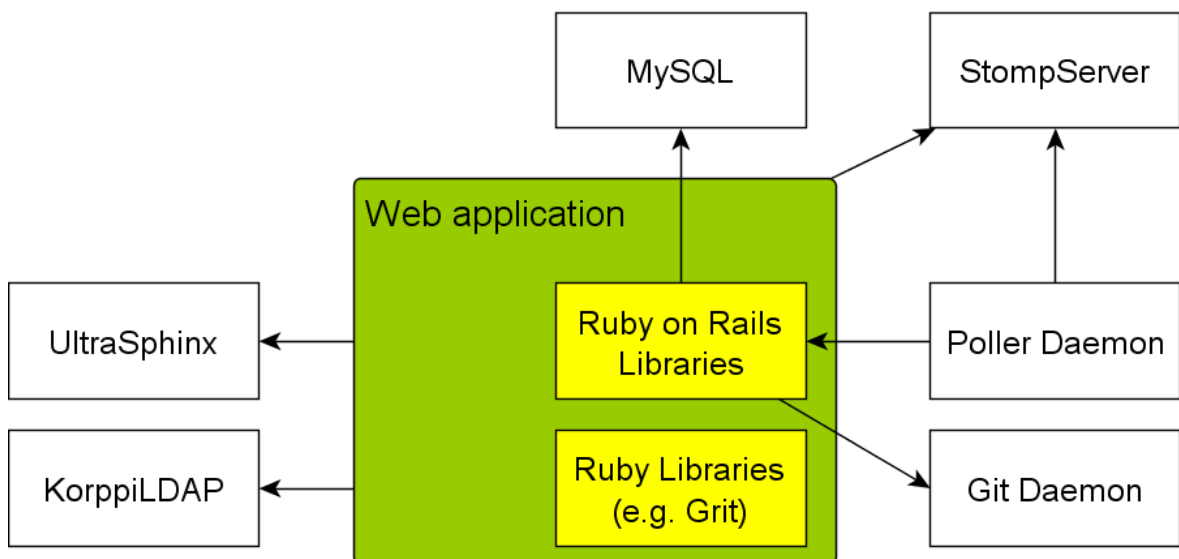 MySQL
StompServer
Web application
UltraSphinx
Ruby on Rails
Libraries
Poller Daemon
KorppiLDAP
Ruby Libraries
(e.g. Grit)
Git Daemon